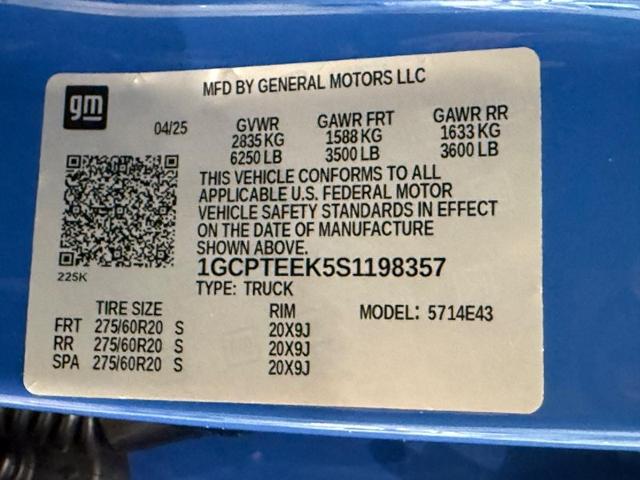 gm
MFD BY GENERAL MOTORS LLC
04/25 GVWR GAWR FRT GAWR RR
2835 KG 1588 KG 1633 KG
6250 LB 3500 LB 3600 LB
THIS VEHICLE CONFORMS TO ALL
APPLICABLE U.S. FEDERAL MOTOR
VEHICLE SAFETY STANDARDS IN EFFECT
ON THE DATE OF MANUFACTURE
SHOWN ABOVE.
225K
1GCPTEEK5S1198357
TYPE: TRUCK
TIRE SIZE RIM MODEL: 5714E43
FRT 275/60R20 S 20X9J
RR 275/60R20 S 20X9J
SPA 275/60R20 S 20X9J